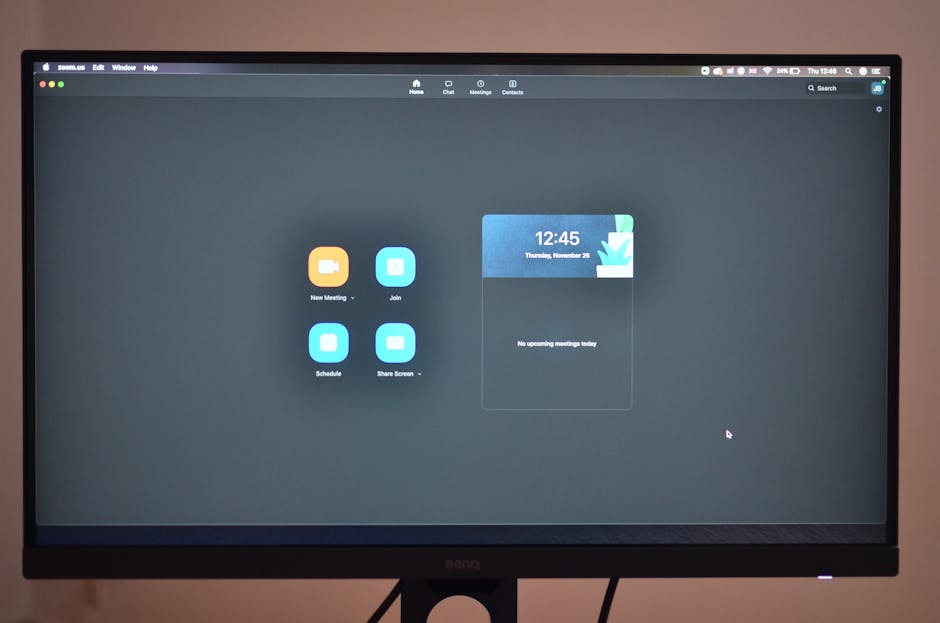 zoom.us Edit Window Help
34% Thu 12:45
Home Chat Meetings Contacts
Search
JS
12:45
Thursday, November 26
New Meeting Join
No upcoming meetings today
Schedule Share Screen
BenQ